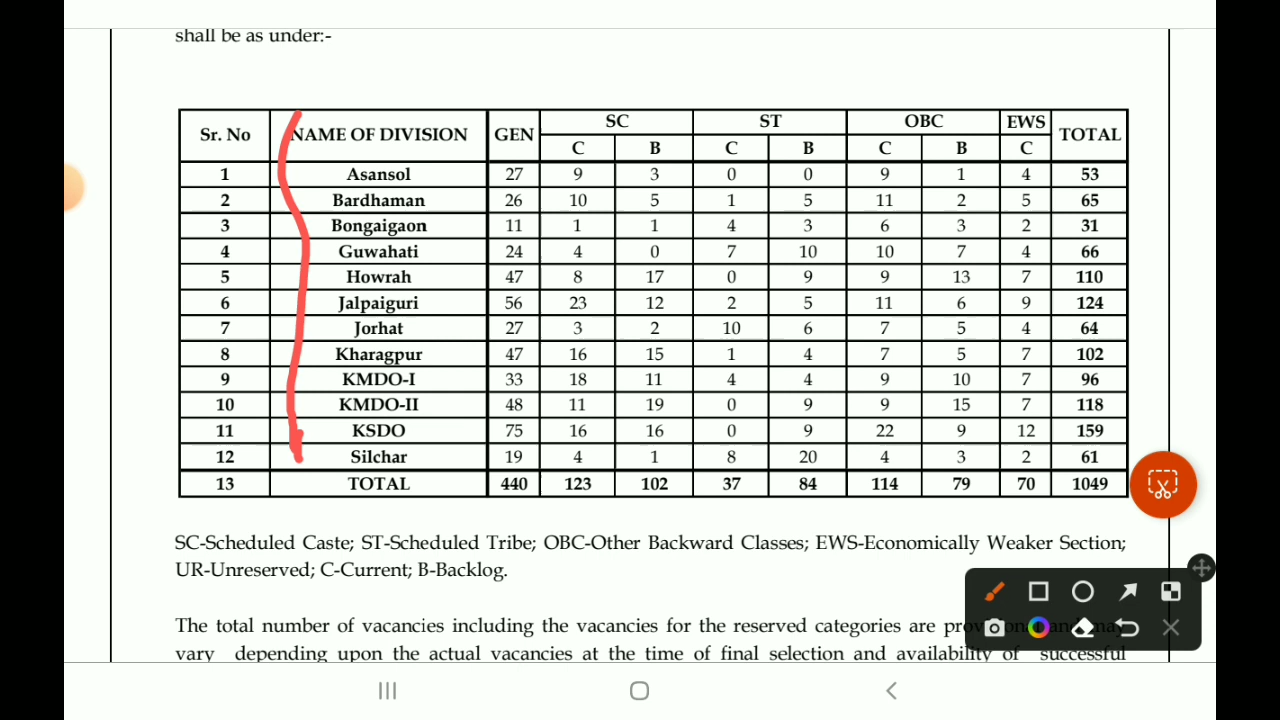 shall be as under:-
Sr. No NAME OF DIVISION GEN SC ST OBC EWS TOTAL
C B C B C B C
1 Asansol 27 9 3 0 0 9 1 4 53
2 Bardhaman 26 10 5 1 5 11 2 5 65
3 Bongaigaon 11 1 1 4 3 6 3 2 31
4 Guwahati 24 4 0 7 10 10 7 4 66
5 Howrah 47 8 17 0 9 9 13 7 110
6 Jalpaiguri 56 23 12 2 5 11 6 9 124
7 Jorhat 27 3 2 10 6 7 5 4 64
8 Kharagpur 47 16 15 1 4 7 5 7 102
9 KMDO-I 33 18 11 4 4 9 10 7 96
10 KMDO-II 48 11 19 0 9 9 15 7 118
11 KSDO 75 16 16 0 9 22 9 12 159
12 Silchar 19 4 1 8 20 4 3 2 61
13 TOTAL 440 123 102 37 84 114 79 70 1049
SC-Scheduled Caste; ST-Scheduled Tribe; OBC-Other Backward Classes; EWS-Economically Weaker Section;
UR-Unreserved; C-Current; B-Backlog.
The total number of vacancies including the vacancies for the reserved categories are
vary depending upon the actual vacancies at the time of final selection and availability of successful